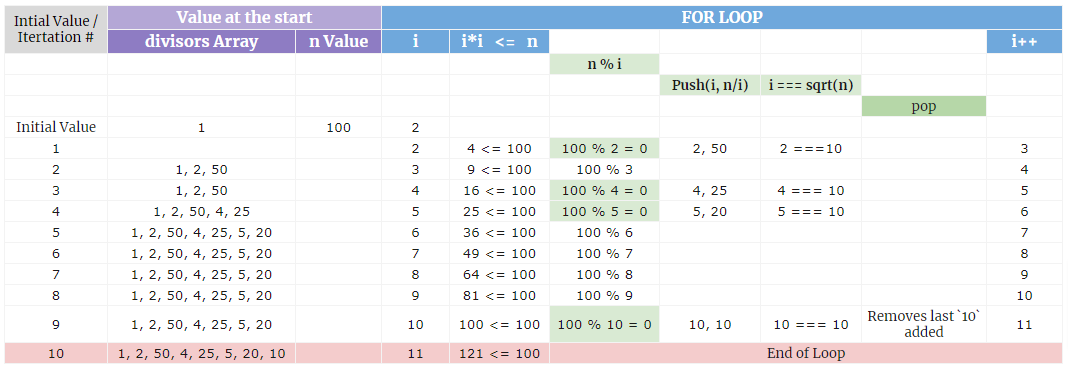 Intial Value / Itertation # Value at the start FOR LOOP
divisors Array n Value i i*i <= n i++
n % i
Push(i, n/i) i === sqrt(n)
pop
Initial Value 1 100 2
1 2 4 <= 100 100 % 2 = 0 2, 50 2 ===10 3
2 1, 2, 50 3 9 <= 100 100 % 3 4
3 1, 2, 50 4 16 <= 100 100 % 4 = 0 4, 25 4 === 10 5
4 1, 2, 50, 4, 25 5 25 <= 100 100 % 5 = 0 5, 20 5 === 10 6
5 1, 2, 50, 4, 25, 5, 20 6 36 <= 100 100 % 6 7
6 1, 2, 50, 4, 25, 5, 20 7 49 <= 100 100 % 7 8
7 1, 2, 50, 4, 25, 5, 20 8 64 <= 100 100 % 8 9
8 1, 2, 50, 4, 25, 5, 20 9 81 <= 100 100 % 9 10
9 1, 2, 50, 4, 25, 5, 20 10 100 <= 100 100 % 10 = 0 10, 10 10 === 10 Removes last `10` added 11
10 1, 2, 50, 4, 25, 5, 20, 10 11 121 <= 100 End of Loop